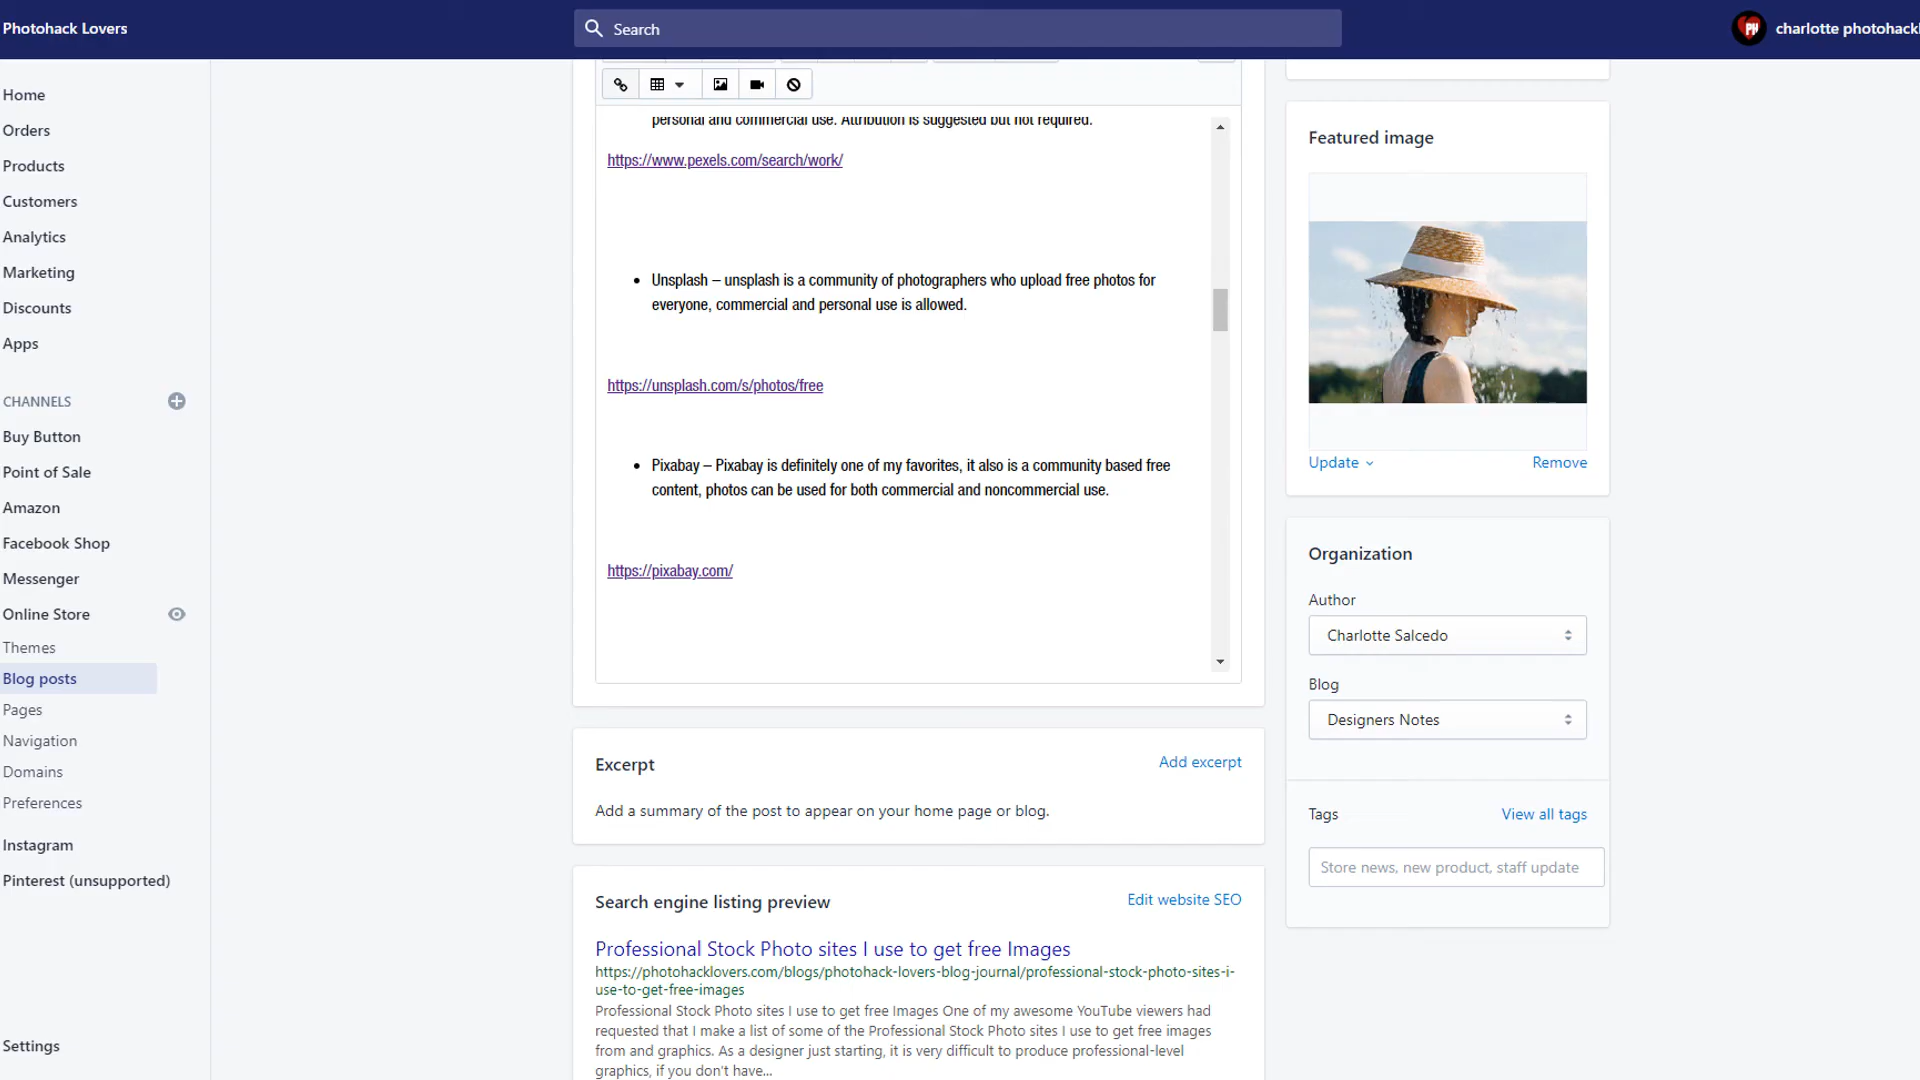 Photohack Lovers
Search
charlotte photohackl
Home
Orders
Products
Customers
Analytics
Marketing
Discounts
Apps
CHANNELS
Buy Button
Point of Sale
Amazon
Facebook Shop
Messenger
Online Store
Themes
Blog posts
Pages
Navigation
Domains
Preferences
Instagram
Pinterest (unsupported)
Settings
personal and commercial use. Attribution is suggested but not required.
https://www.pexels.com/search/work/
• Unsplash – unsplash is a community of photographers who upload free photos for
everyone, commercial and personal use is allowed.
https://unsplash.com/s/photos/free
• Pixabay – Pixabay is definitely one of my favorites, it also is a community based free
content, photos can be used for both commercial and noncommercial use.
https://pixabay.com/
Excerpt
Add excerpt
Add a summary of the post to appear on your home page or blog.
Search engine listing preview
Edit website SEO
Professional Stock Photo sites I use to get free Images
https://photohacklovers.com/blogs/photohack-lovers-blog-journal/professional-stock-photo-sites-i-
use-to-get-free-images
Professional Stock Photo sites I use to get free Images One of my awesome YouTube viewers had
requested that I make a list of some of the Professional Stock Photo sites I use to get free images
from and graphics. As a designer just starting, it is very difficult to produce professional-level
graphics, if you don't have...
Featured image
Update
Remove
Organization
Author
Charlotte Salcedo
Blog
Designers Notes
Tags
View all tags
Store news, new product, staff update